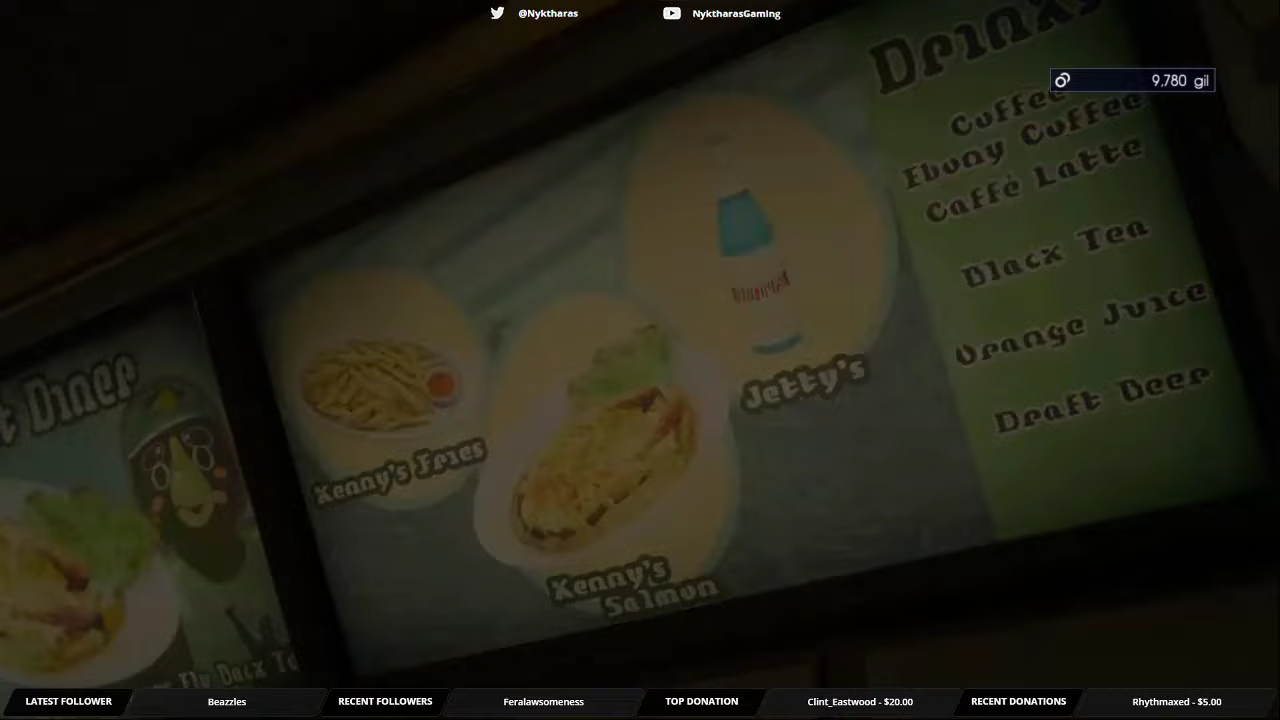 @Nyktharas
NyktharasGaming
9,780 gil
Drinks
Coffee
Ebony Coffee
Caffé Latte
Black Tea
Orange Juice
Draft Beer
Jetty's
Kenny's Fries
Kenny's
Salmon
Diner
LATEST FOLLOWER
Beazzles
RECENT FOLLOWERS
Feralawsomeness
TOP DONATION
Clint_Eastwood - $20.00
RECENT DONATIONS
Rhythmaxed - $5.00